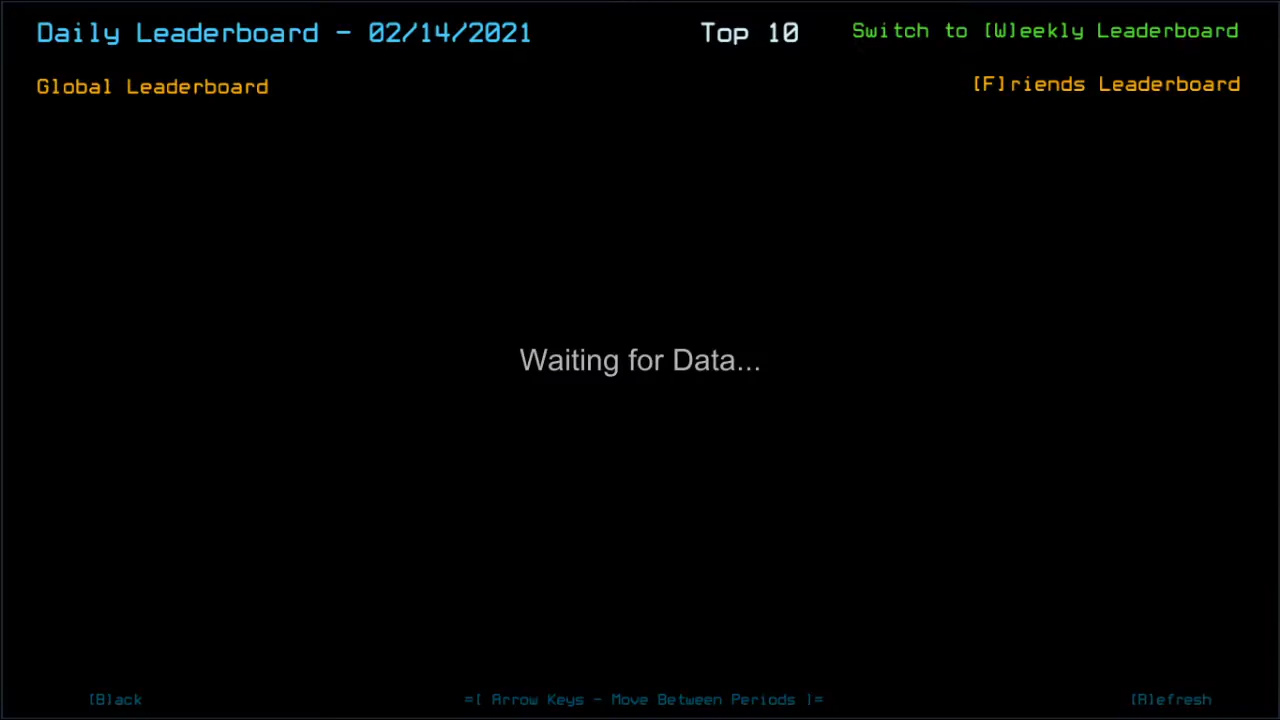 Daily Leaderboard - 02/14/2021
Top 10
Switch to [W]eekly Leaderboard
Global Leaderboard
[F]riends Leaderboard
Waiting for Data...
[B]ack
=[ Arrow Keys - Move Between Periods ]=
[R]efresh